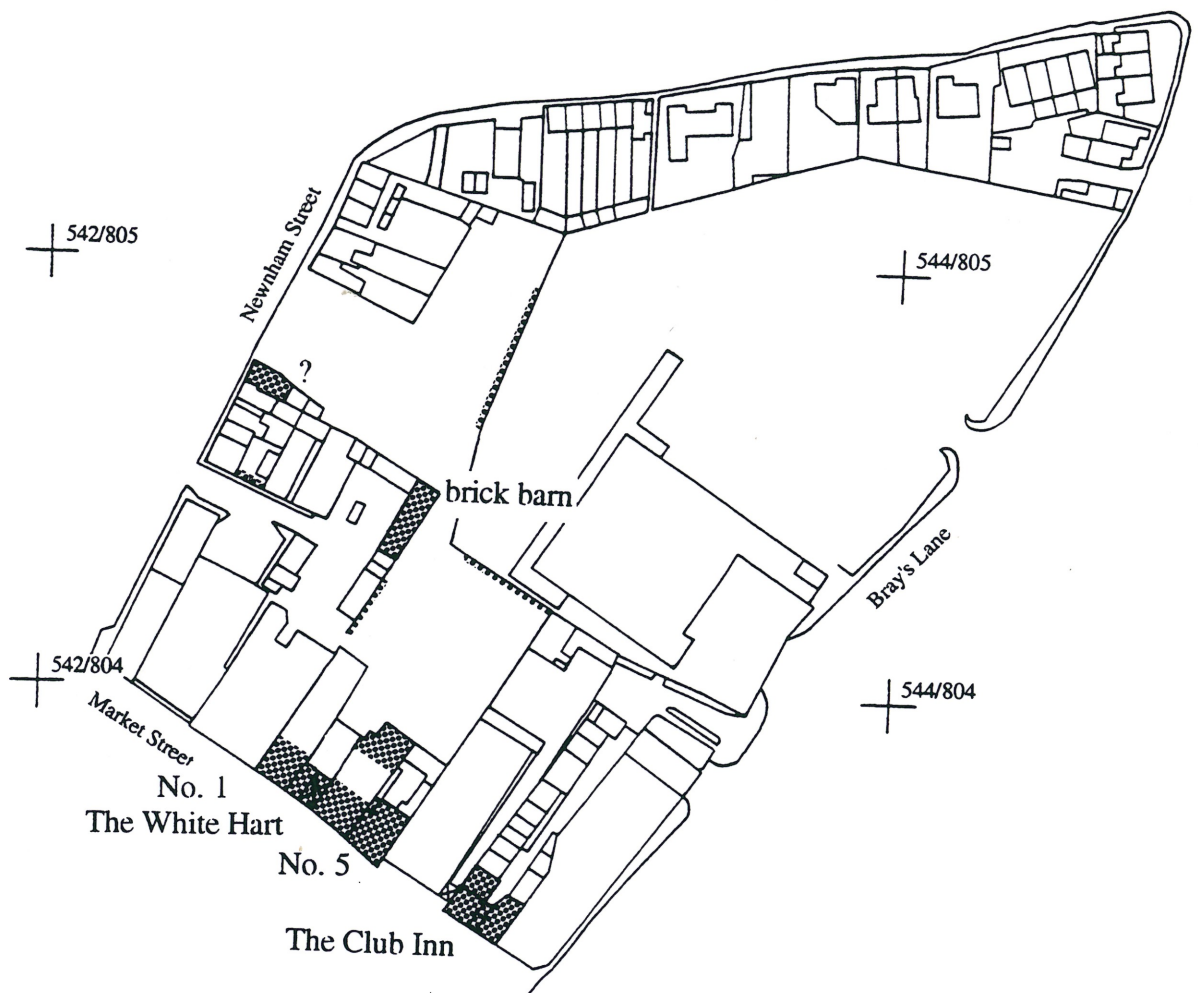 542/805
Newnham Street
544/805
?
brick barn
Bray's Lane
542/804
544/804
Market Street
No. 1
The White Hart
No. 5
The Club Inn